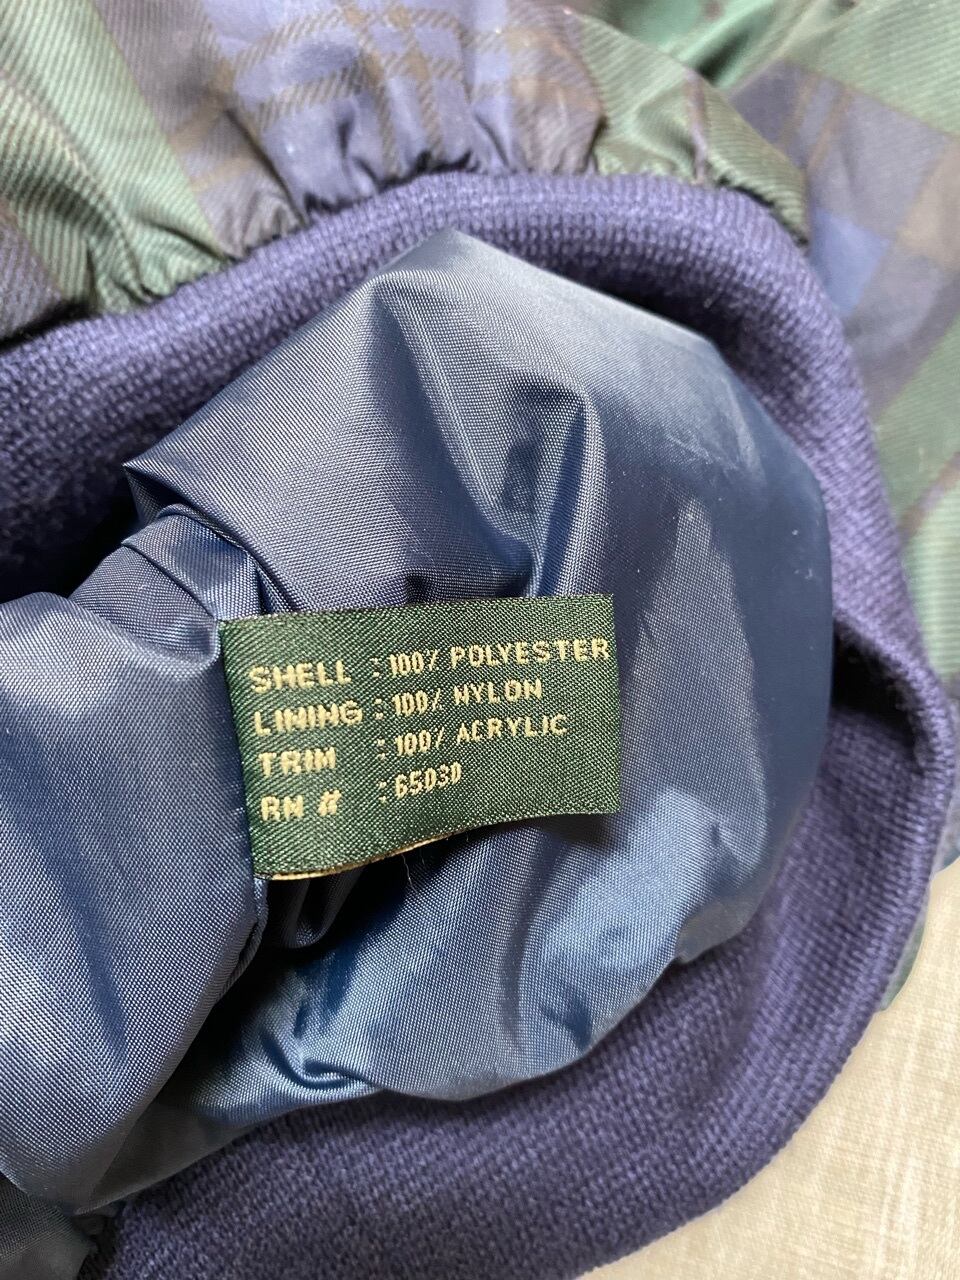 SHELL : 100% POLYESTER
LINING : 100% NYLON
TRIM : 100% ACRYLIC
RN # : 65030